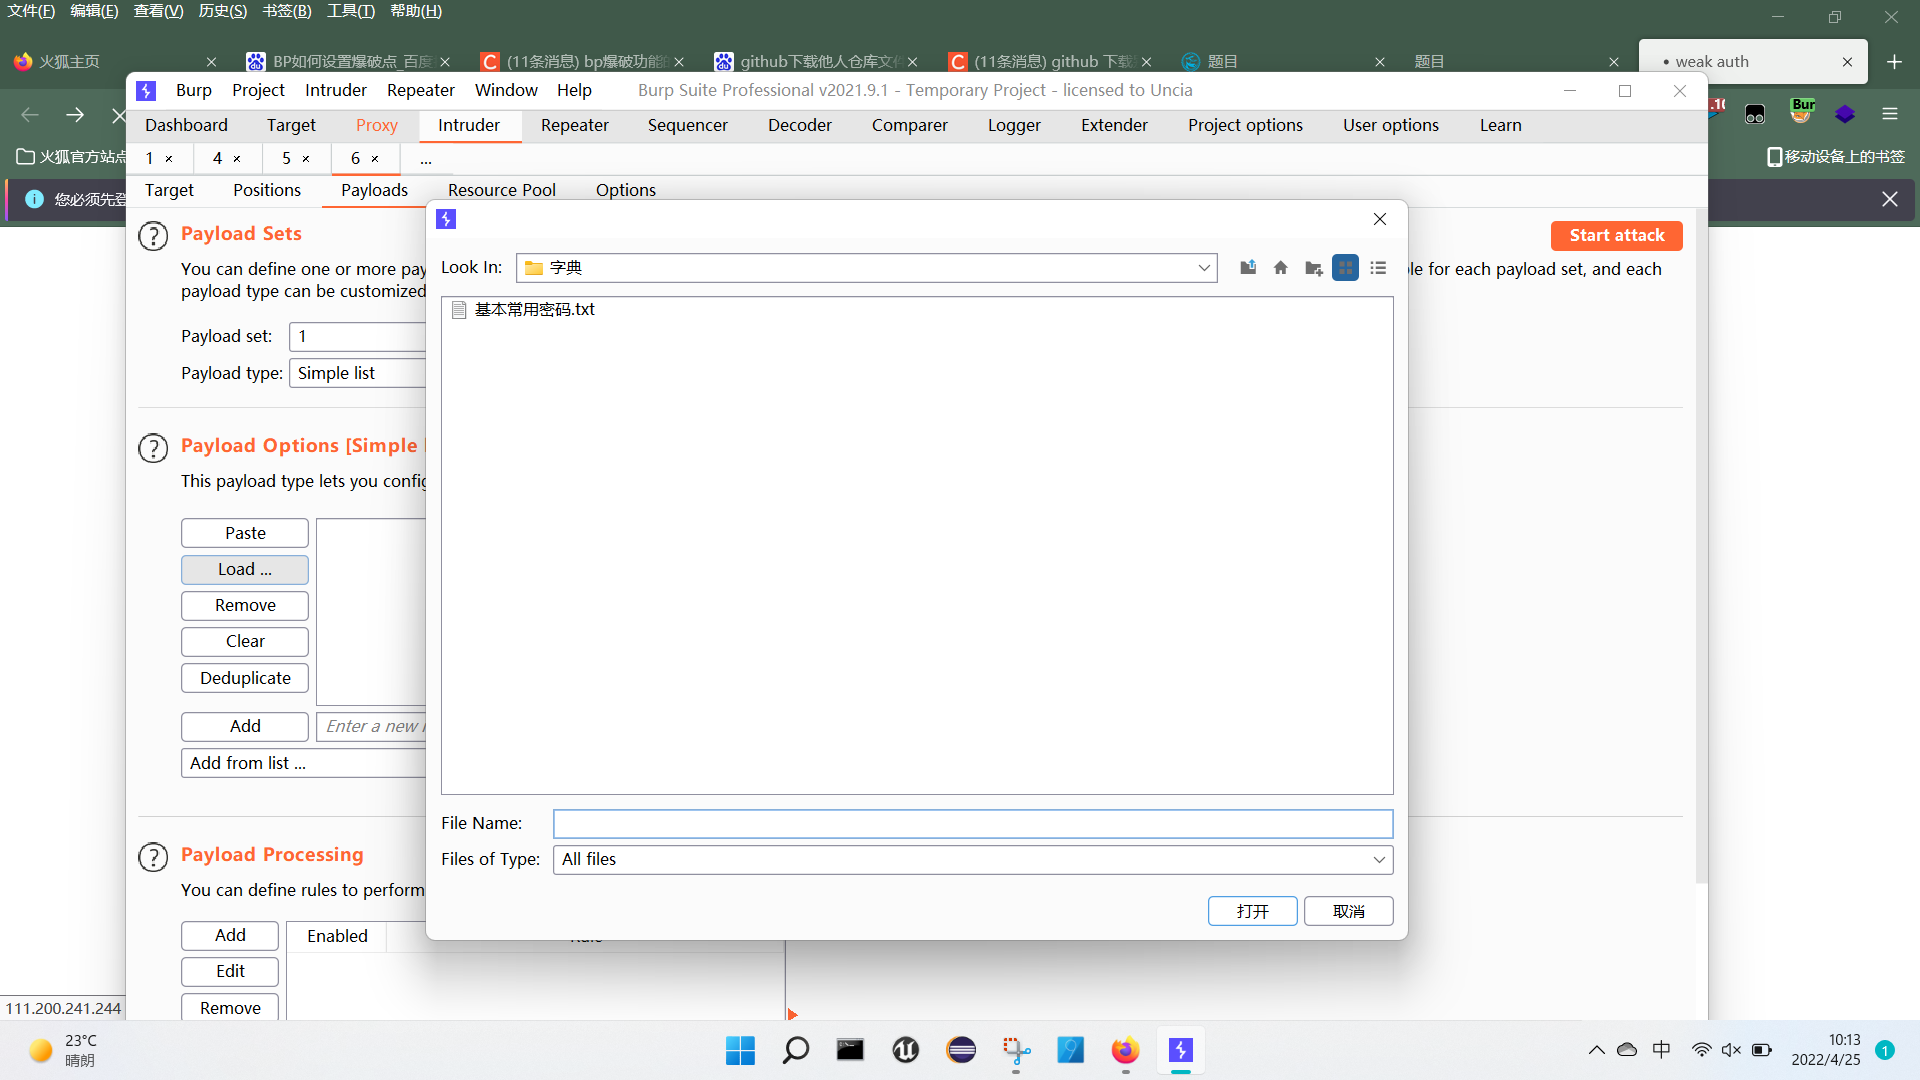 文件(F) 编辑(E) 查看(V) 历史(S) 书签(B) 工具(T) 帮助(H)
火狐主页
BP如何设置爆破点_百度
(11条消息) bp爆破功能
github下载他人仓库文件
(11条消息) github 下载
题目
题目
• weak auth
Burp Project Intruder Repeater Window Help
Burp Suite Professional v2021.9.1 - Temporary Project - licensed to Uncia
Dashboard Target Proxy Intruder Repeater Sequencer Decoder Comparer Logger Extender Project options User options Learn
Bur
火狐官方站点
移动设备上的书签
1 × 4 × 5 × 6 × ...
Target Positions Payloads Resource Pool Options
您必须先登
Payload Sets
Start attack
You can define one or more pay
le for each payload set, and each
payload type can be customized
Payload set: 1
Payload type: Simple list
Look In: 字典
基本常用密码.txt
Payload Options [Simple l
This payload type lets you config
Paste
Load ...
Remove
Clear
Deduplicate
Add
Enter a new
Add from list ...
File Name:
Files of Type: All files
打开 取消
Payload Processing
You can define rules to perform
Add
Edit
Remove
Enabled
Rule
111.200.241.244
23°C
晴朗
中
10:13
2022/4/25
1